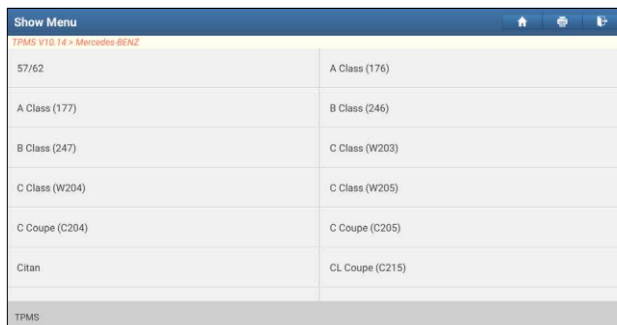 Show Menu
TPMS V10.14 > Mercedes-BENZ
57/62
A Class (176)
A Class (177)
B Class (246)
B Class (247)
C Class (W203)
C Class (W204)
C Class (W205)
C Coupe (C204)
C Coupe (C205)
Citan
CL Coupe (C215)
TPMS